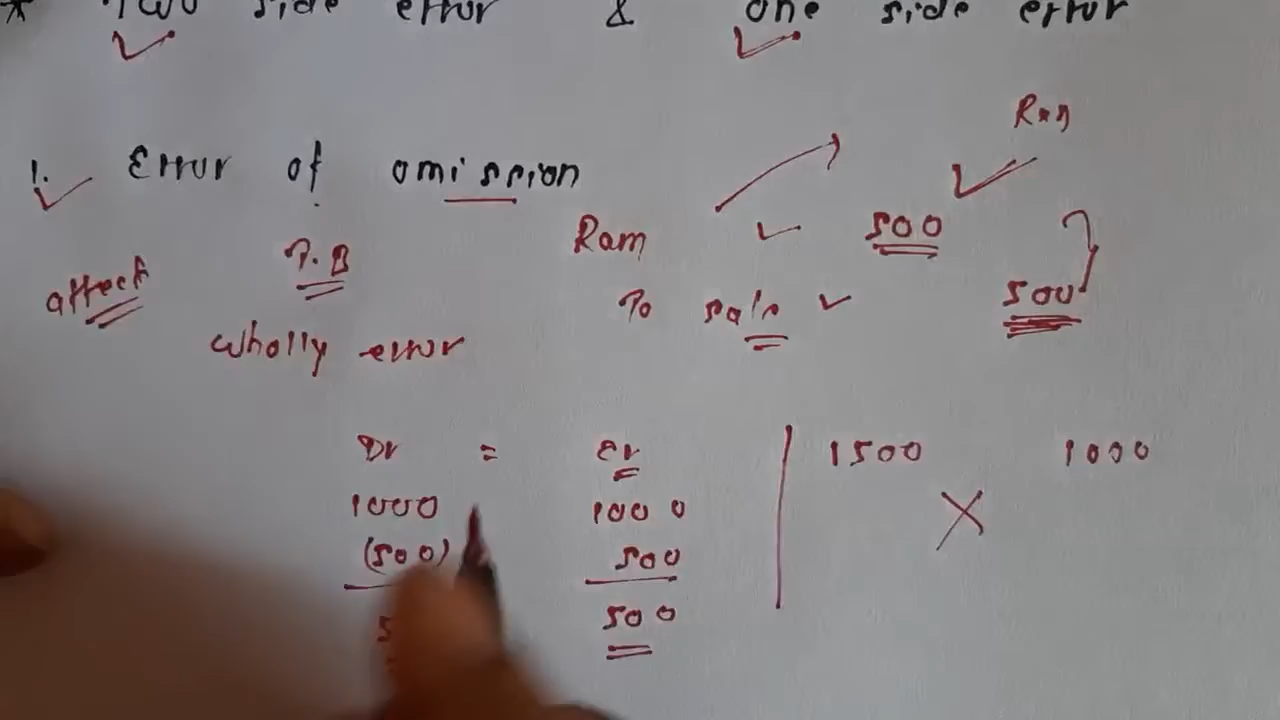 * Two side error & one side error
1. Error of omission
Ram
Ram 500
affect T.B To sale 500
wholly error
Dr = Cr 1500 1000
1000 1000
(500) 500
500